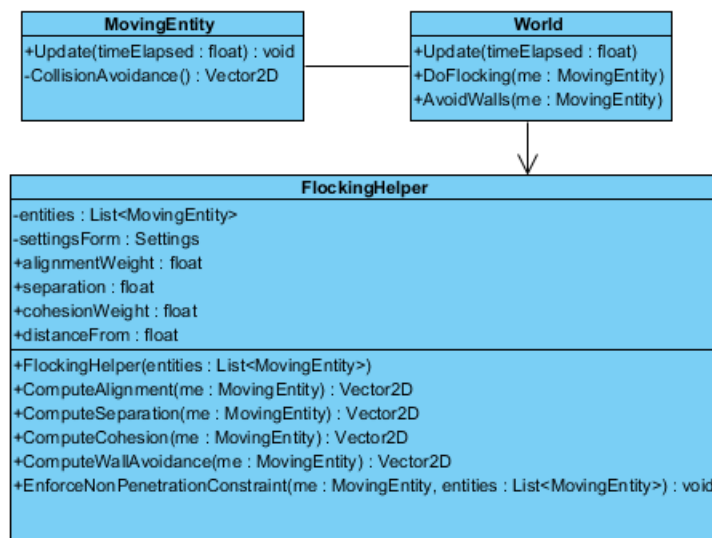 MovingEntity
+Update(timeElapsed : float) : void
-CollisionAvoidance() : Vector2D
World
+Update(timeElapsed : float)
+DoFlocking(me : MovingEntity)
+AvoidWalls(me : MovingEntity)
FlockingHelper
-entities : List<MovingEntity>
-settingsForm : Settings
+alignmentWeight : float
+separation : float
+cohesionWeight : float
+distanceFrom : float
+FlockingHelper(entities : List<MovingEntity>)
+ComputeAlignment(me : MovingEntity) : Vector2D
+ComputeSeparation(me : MovingEntity) : Vector2D
+ComputeCohesion(me : MovingEntity) : Vector2D
+ComputeWallAvoidance(me : MovingEntity) : Vector2D
+EnforceNonPenetrationConstraint(me : MovingEntity, entities : List<MovingEntity>) : void